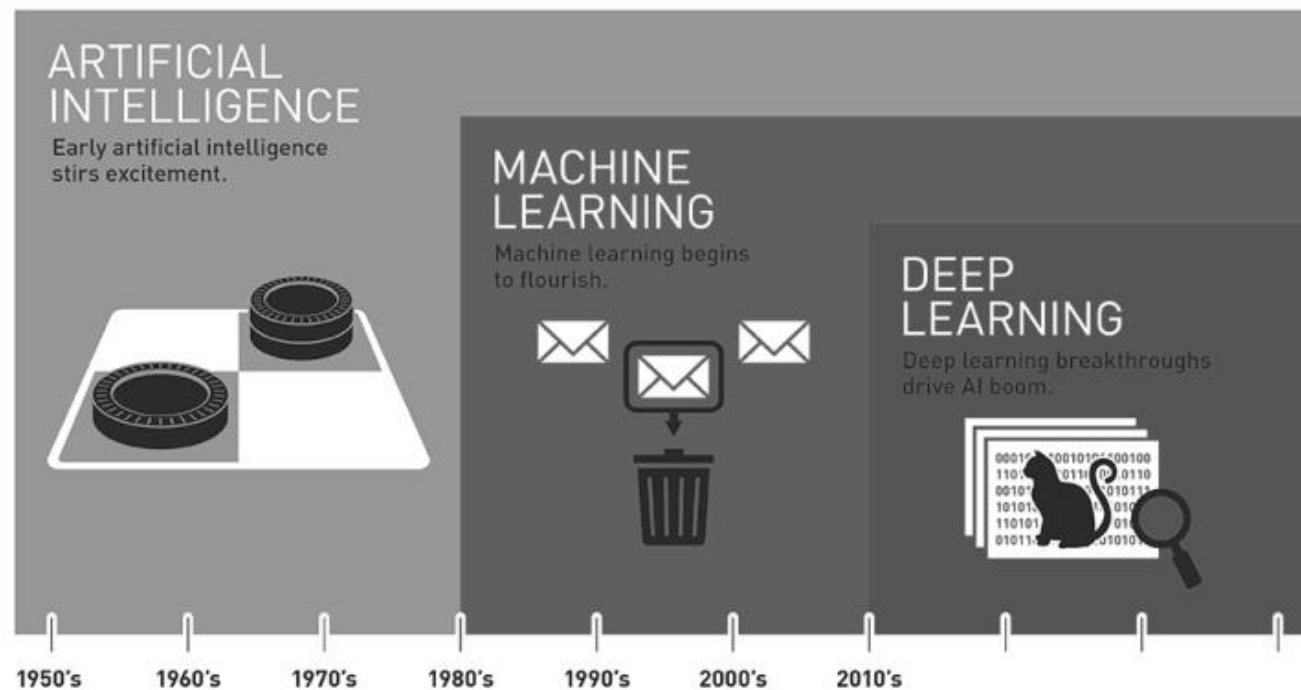 ARTIFICIAL
INTELLIGENCE
Early artificial intelligence
stirs excitement.
MACHINE
LEARNING
Machine learning begins
to flourish.
DEEP
LEARNING
Deep learning breakthroughs
drive AI boom.
1950's 1960's 1970's 1980's 1990's 2000's 2010's